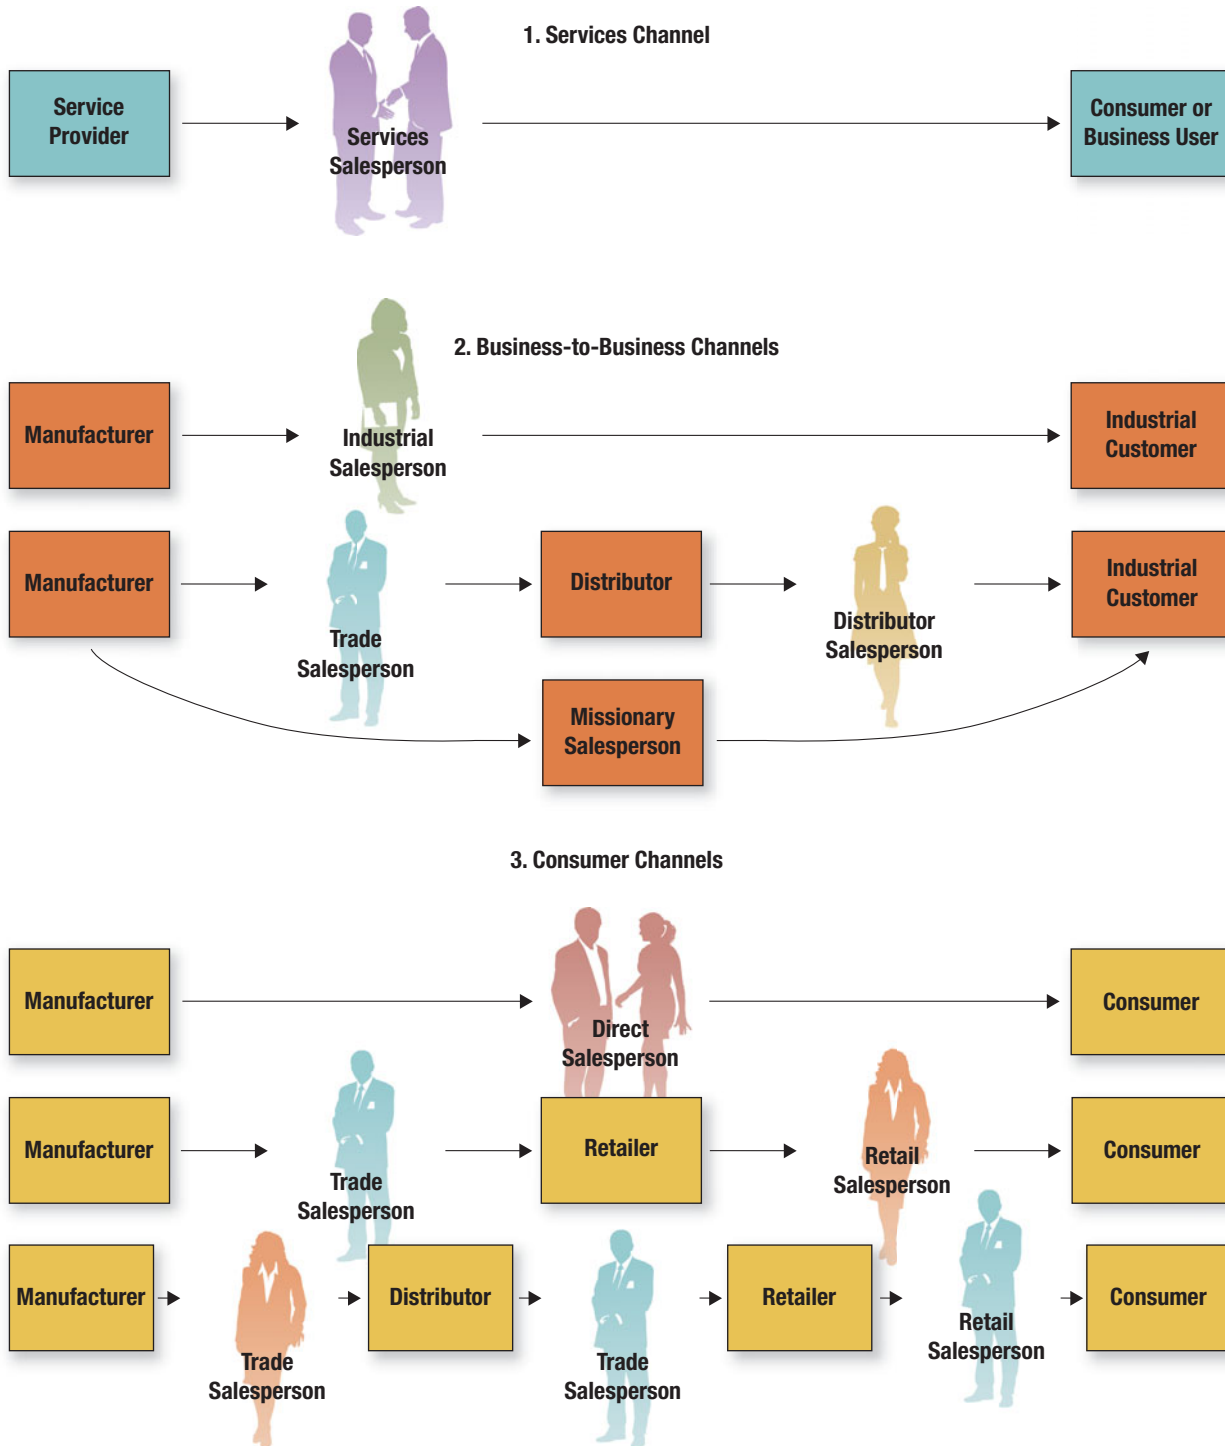 1. Services Channel
Service
Provider
Services
Salesperson
Consumer or
Business User
2. Business-to-Business Channels
Manufacturer
Industrial
Salesperson
Industrial
Customer
Manufacturer
Trade
Salesperson
Distributor
Distributor
Salesperson
Industrial
Customer
Missionary
Salesperson
3. Consumer Channels
Manufacturer
Direct
Salesperson
Consumer
Manufacturer
Trade
Salesperson
Retailer
Retail
Salesperson
Consumer
Manufacturer
Trade
Salesperson
Distributor
Trade
Salesperson
Retailer
Retail
Salesperson
Consumer